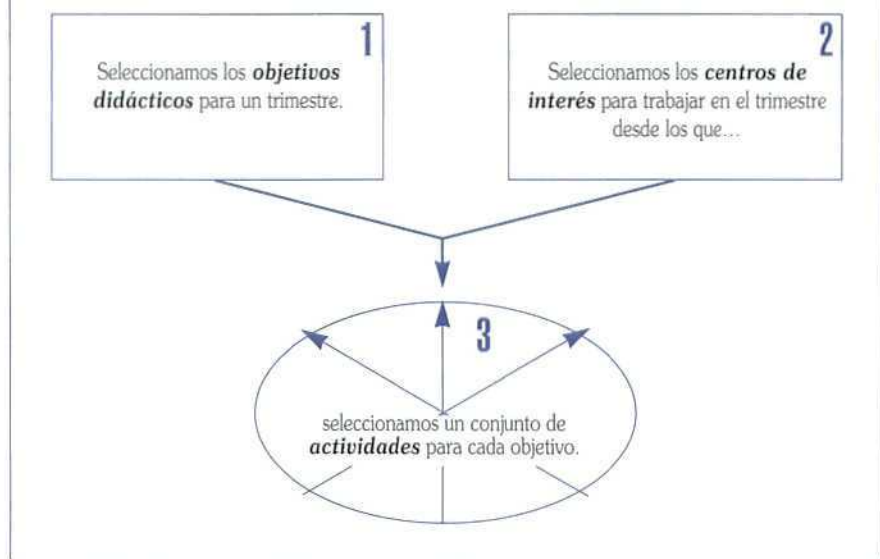 1
Seleccionamos los objetivos
didácticos para un trimestre.
2
Seleccionamos los centros de
interés para trabajar en el trimestre
desde los que...
3
seleccionamos un conjunto de
actividades para cada objetivo.